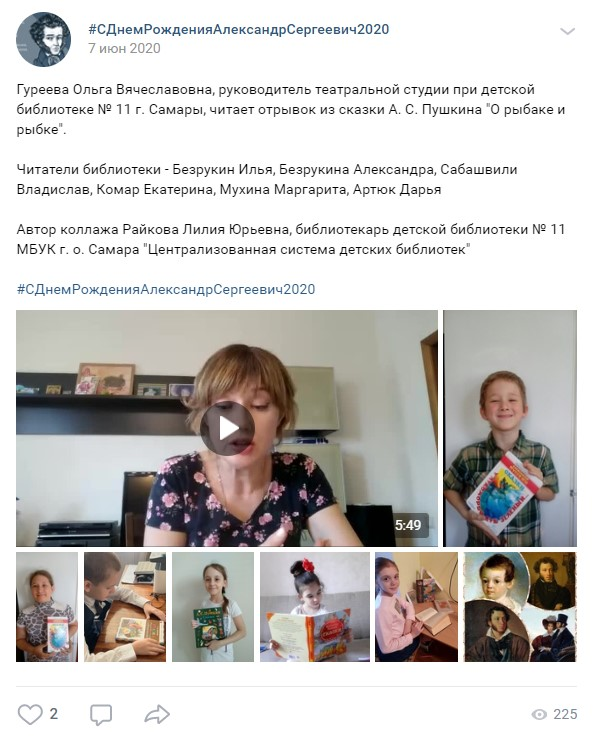 #СДнемРожденияАлександрСергеевич2020
7 июн 2020
Гуреева Ольга Вячеславовна, руководитель театральной студии при детской
библиотеке № 11 г. Самары, читает отрывок из сказки А. С. Пушкина "О рыбаке и
рыбке".
Читатели библиотеки - Безрукин Илья, Безрукина Александра, Сабашвили
Владислав, Комар Екатерина, Мухина Маргарита, Артюк Дарья
Автор коллажа Райкова Лилия Юрьевна, библиотекарь детской библиотеки № 11
МБУК г. о. Самара "Централизованная система детских библиотек"
#СДнемРожденияАлександрСергеевич2020
5:49
2
225